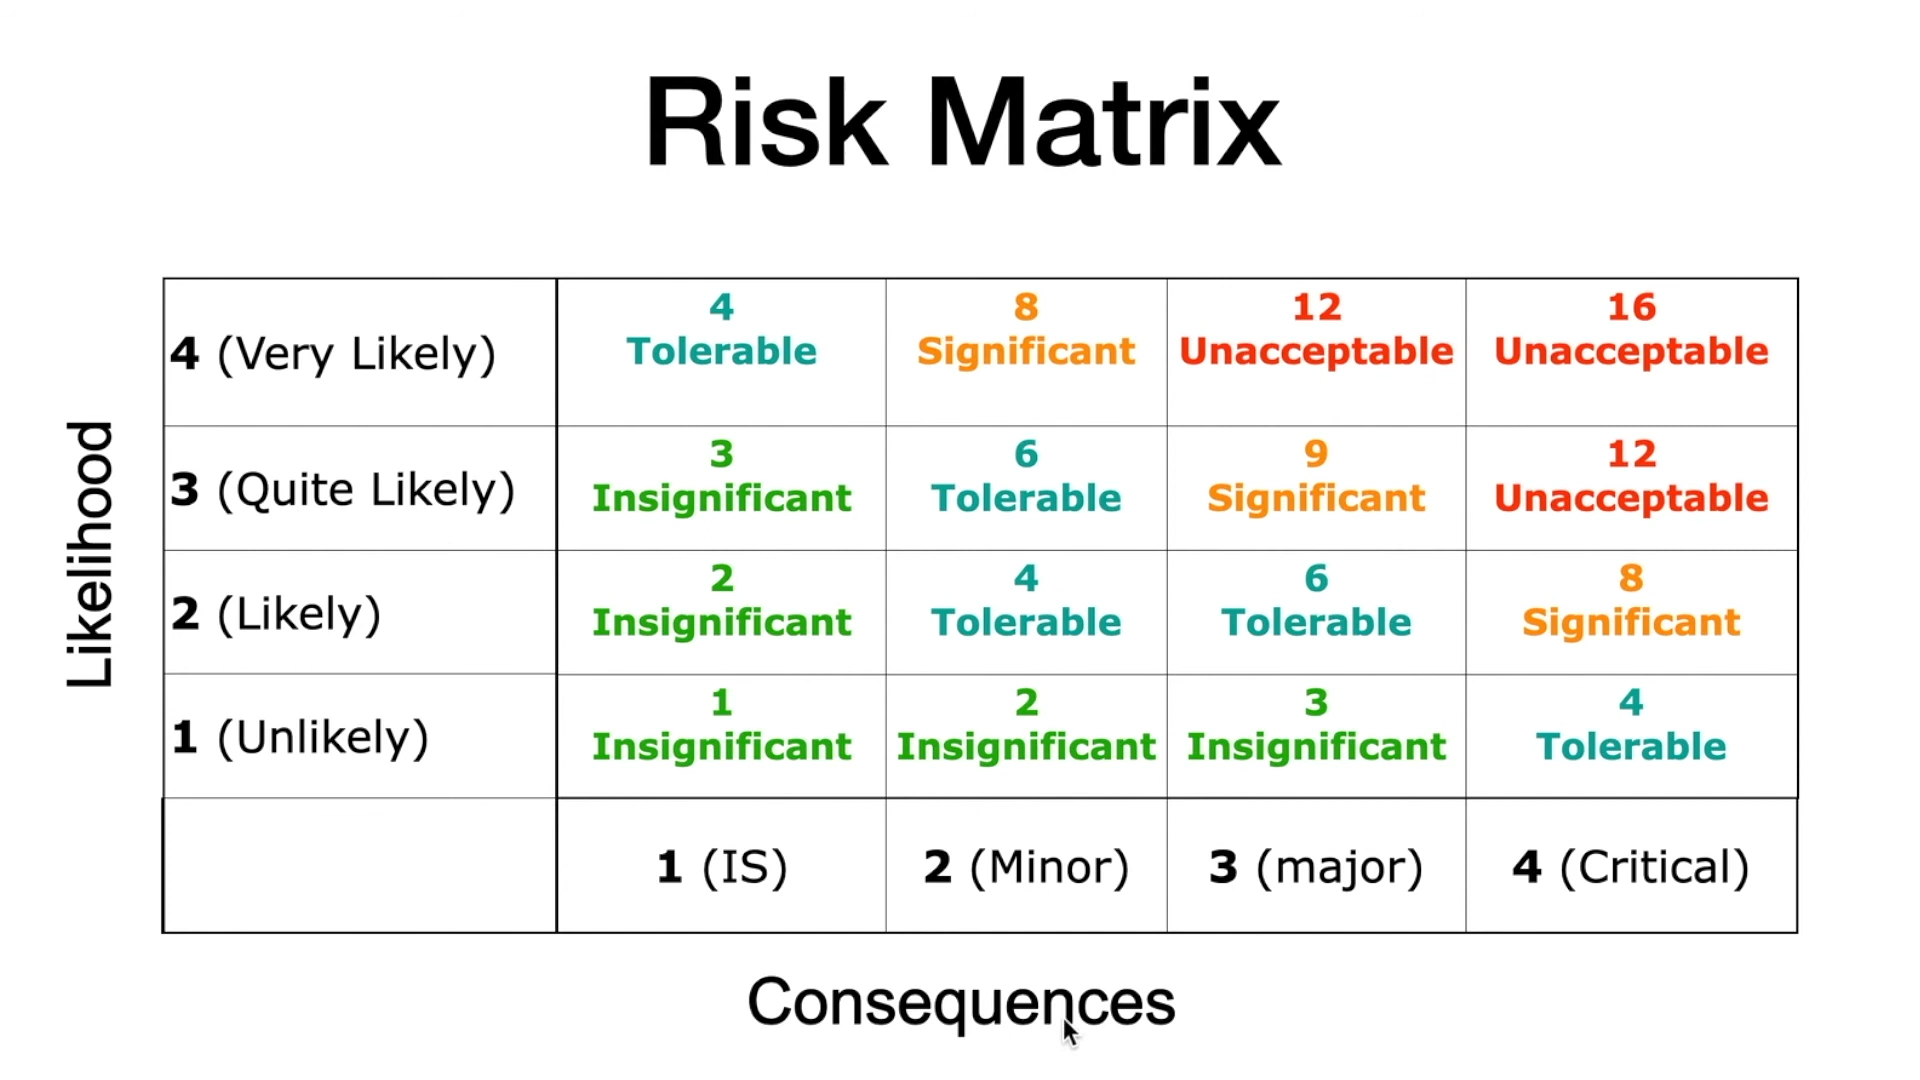 Risk Matrix
Likelihood
4 (Very Likely)
4
Tolerable
8
Significant
12
Unacceptable
16
Unacceptable
3 (Quite Likely)
3
Insignificant
6
Tolerable
9
Significant
12
Unacceptable
2 (Likely)
2
Insignificant
4
Tolerable
6
Tolerable
8
Significant
1 (Unlikely)
1
Insignificant
2
Insignificant
3
Insignificant
4
Tolerable
1 (IS)
2 (Minor)
3 (major)
4 (Critical)
Consequences